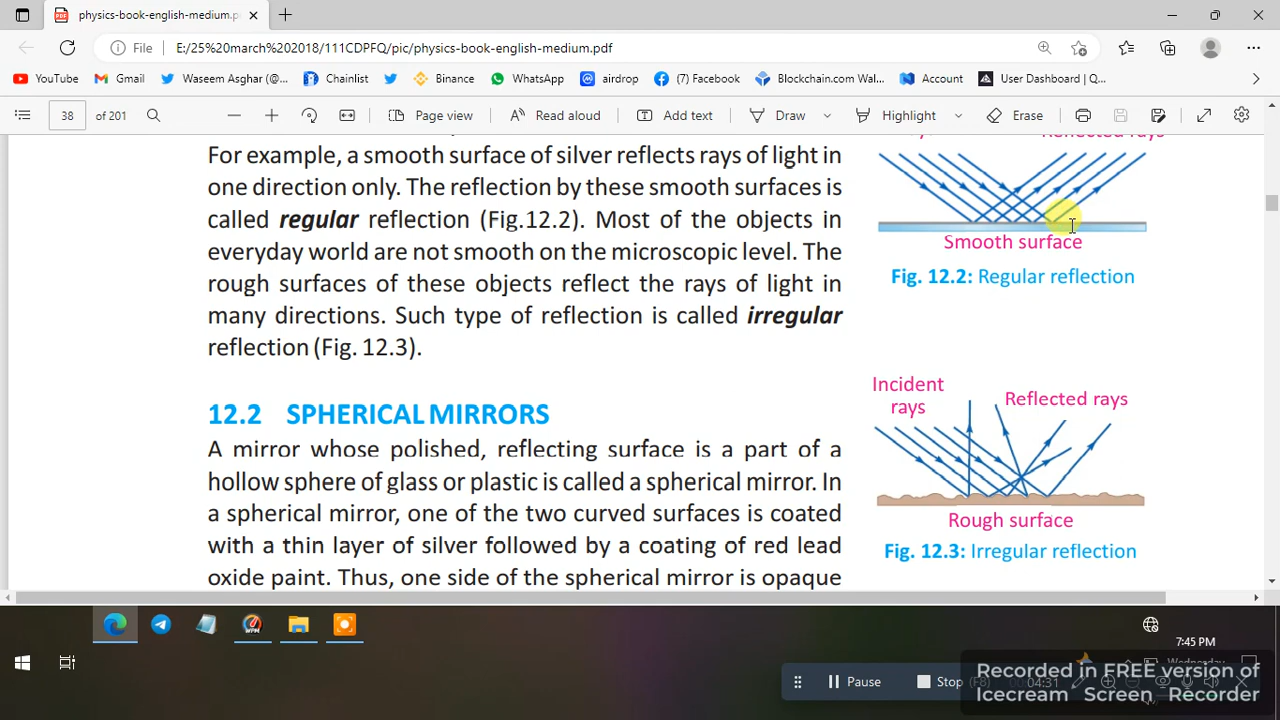 physics-book-english-medium.p
File
E:/25%20march%202018/111CDPFQ/pic/physics-book-english-medium.pdf
YouTube
Gmail
Waseem Asghar (@...
Chainlist
Binance
WhatsApp
airdrop
(7) Facebook
Blockchain.com Wal...
Account
User Dashboard | Q...
38 of 201
Page view
Read aloud
Add text
Draw
Highlight
Erase
For example, a smooth surface of silver reflects rays of light in
one direction only. The reflection by these smooth surfaces is
called regular reflection (Fig.12.2). Most of the objects in
everyday world are not smooth on the microscopic level. The
rough surfaces of these objects reflect the rays of light in
many directions. Such type of reflection is called irregular
reflection (Fig. 12.3).
12.2 SPHERICAL MIRRORS
A mirror whose polished, reflecting surface is a part of a
hollow sphere of glass or plastic is called a spherical mirror. In
a spherical mirror, one of the two curved surfaces is coated
with a thin layer of silver followed by a coating of red lead
oxide paint. Thus, one side of the spherical mirror is opaque
Reflected rays
Smooth surface
Fig. 12.2: Regular reflection
Incident
rays
Reflected rays
Rough surface
Fig. 12.3: Irregular reflection
7:45 PM
Wednesday
Pause
Stop (F8)
04:31
Recorded in FREE version of
Icecream Screen Recorder